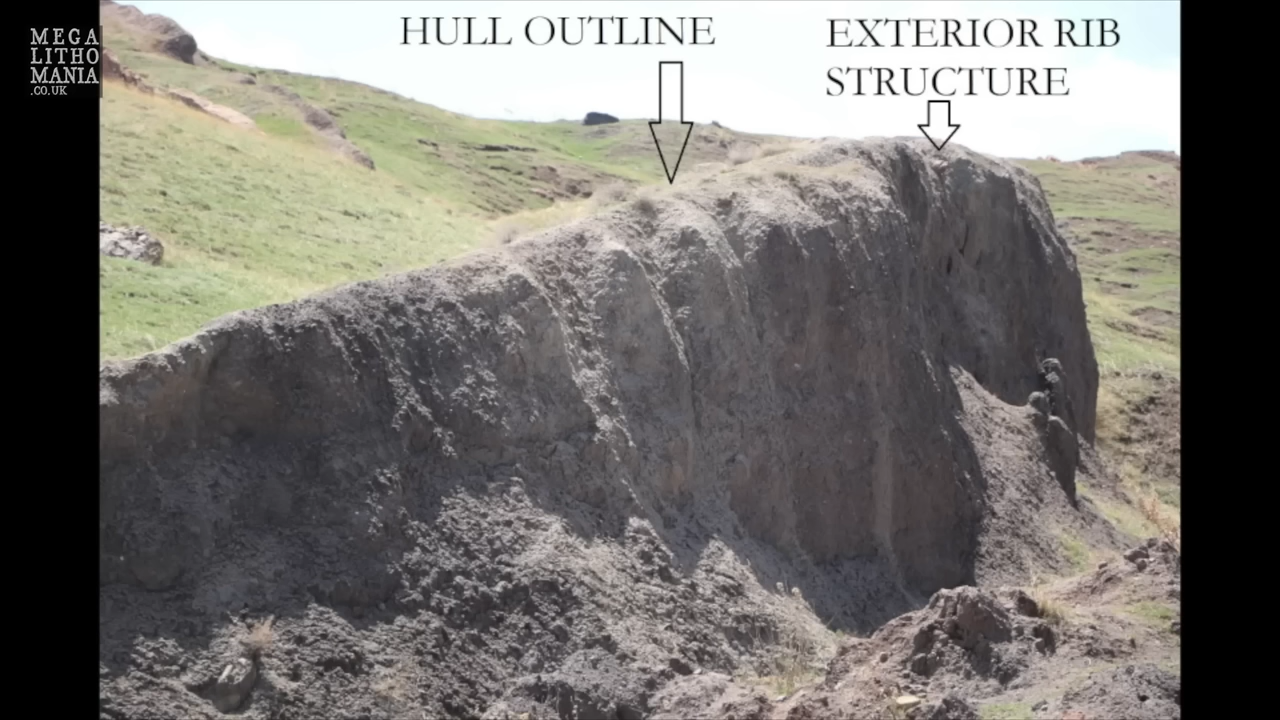 MEGA
LITHO
MANIA
.CO.UK
HULL OUTLINE
EXTERIOR RIB
STRUCTURE